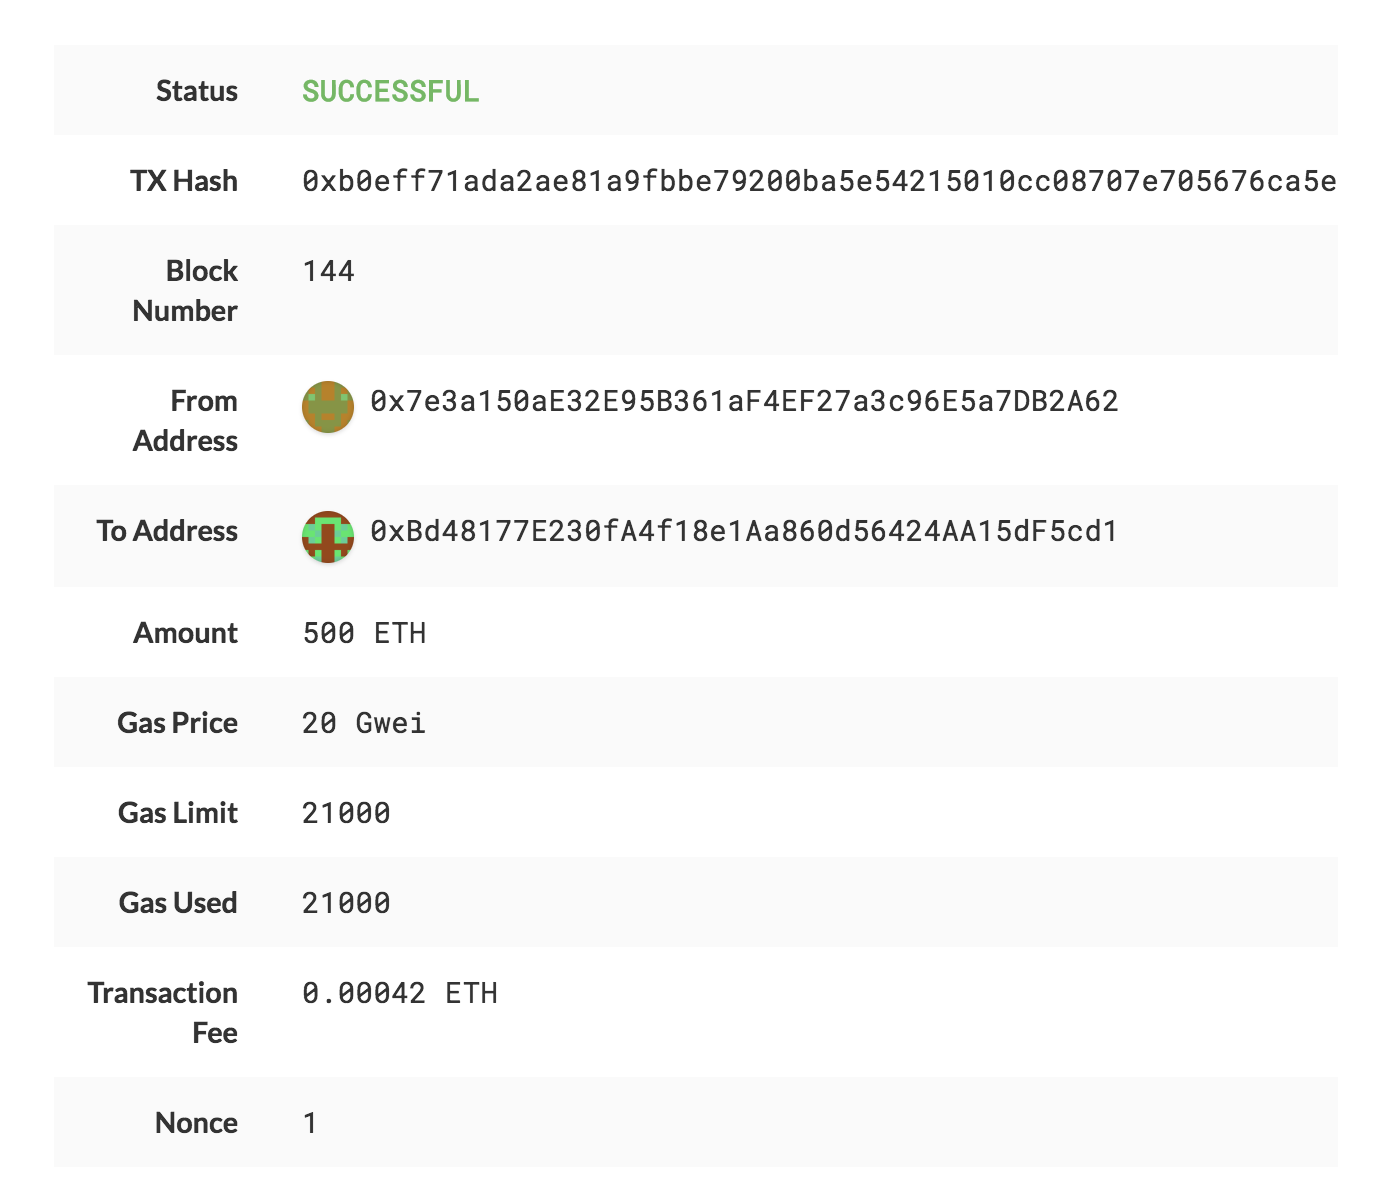 Status SUCCESSFUL
TX Hash 0xb0eff71ada2ae81a9fbbe79200ba5e54215010cc08707e705676ca5e
Block 144
Number
From 0x7e3a150aE32E95B361aF4EF27a3c96E5a7DB2A62
Address
To Address 0xBd48177E230fA4f18e1Aa860d56424AA15dF5cd1
Amount 500 ETH
Gas Price 20 Gwei
Gas Limit 21000
Gas Used 21000
Transaction 0.00042 ETH
Fee
Nonce 1